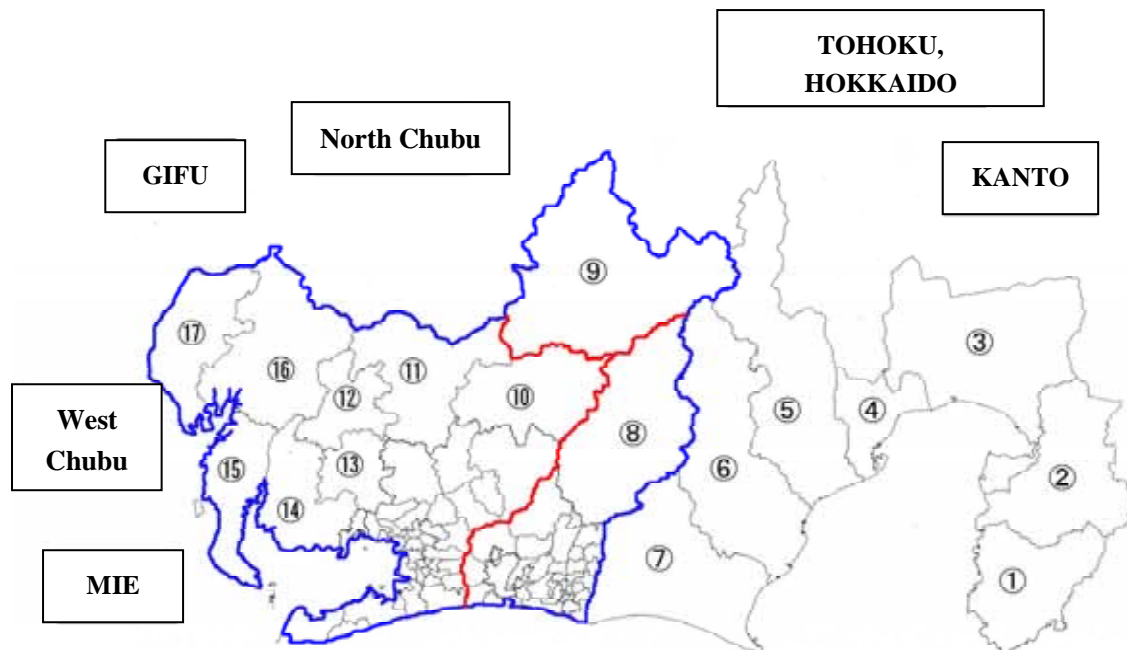 TOHOKU,
HOKKAIDO
North Chubu
GIFU
KANTO
⑨
⑰
③
⑯
⑪
⑫
⑩
⑤
④
West
Chubu
⑧
⑮
⑬
⑥
②
⑭
⑦
MIE
①